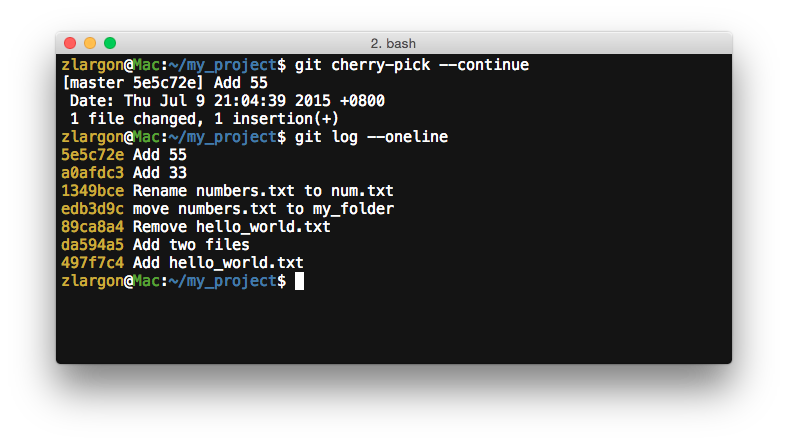 2. bash
zlargon@Mac:~/my_project$ git cherry-pick --continue
[master 5e5c72e] Add 55
 Date: Thu Jul 9 21:04:39 2015 +0800
 1 file changed, 1 insertion(+)
zlargon@Mac:~/my_project$ git log --oneline
5e5c72e Add 55
a0afdc3 Add 33
1349bce Rename numbers.txt to num.txt
edb3d9c move numbers.txt to my_folder
89ca8a4 Remove hello_world.txt
da594a5 Add two files
497f7c4 Add hello_world.txt
zlargon@Mac:~/my_project$